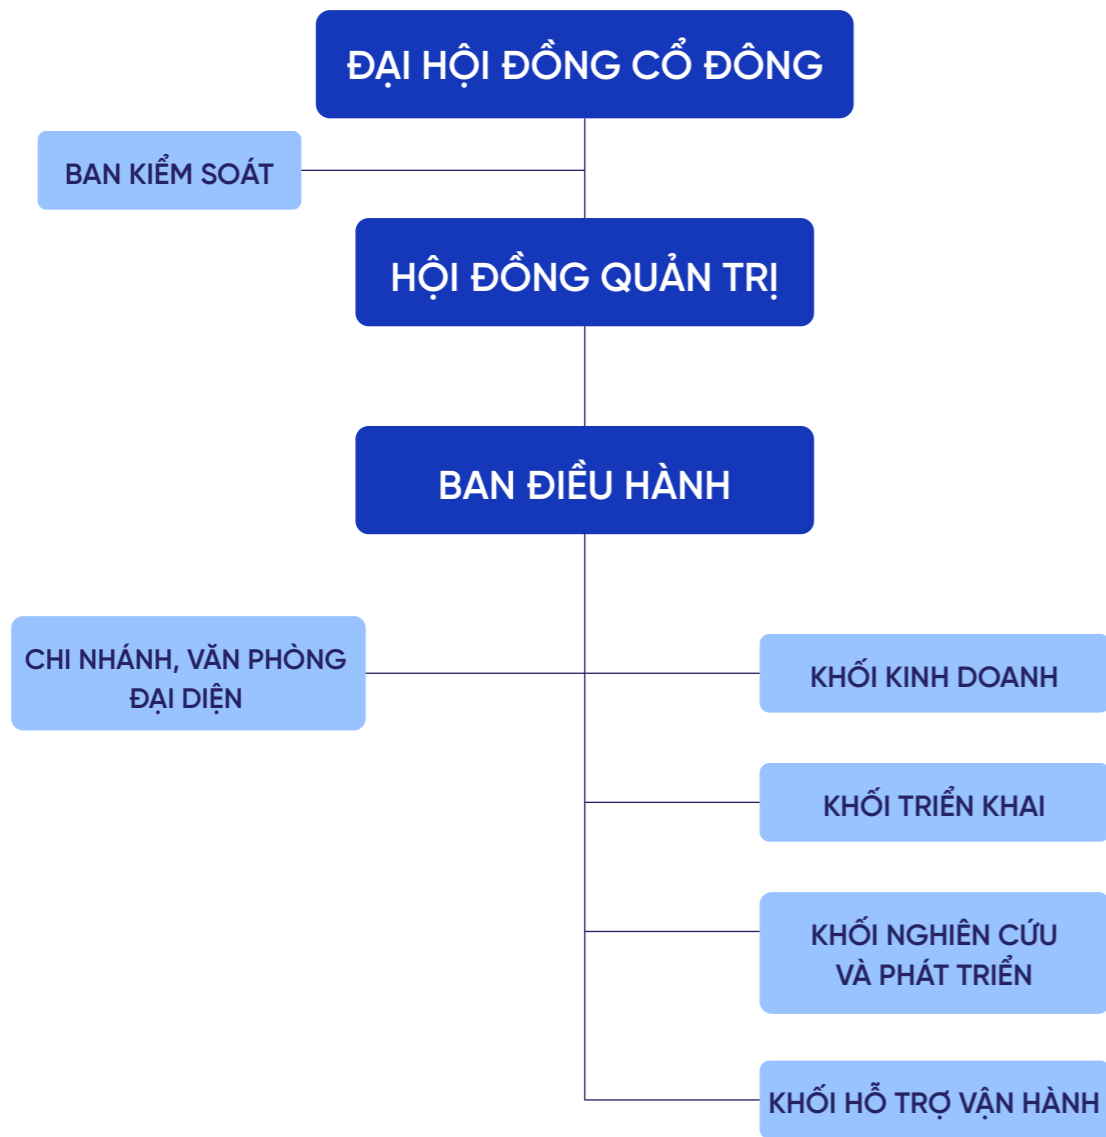 ĐẠI HỘI ĐỒNG CỔ ĐÔNG
BAN KIỂM SOÁT
HỘI ĐỒNG QUẢN TRỊ
BAN ĐIỀU HÀNH
CHI NHÁNH, VĂN PHÒNG
ĐẠI DIỆN
KHỐI KINH DOANH
KHỐI TRIỂN KHAI
KHỐI NGHIÊN CỨU
VÀ PHÁT TRIỂN
KHỐI HỖ TRỢ VẬN HÀNH